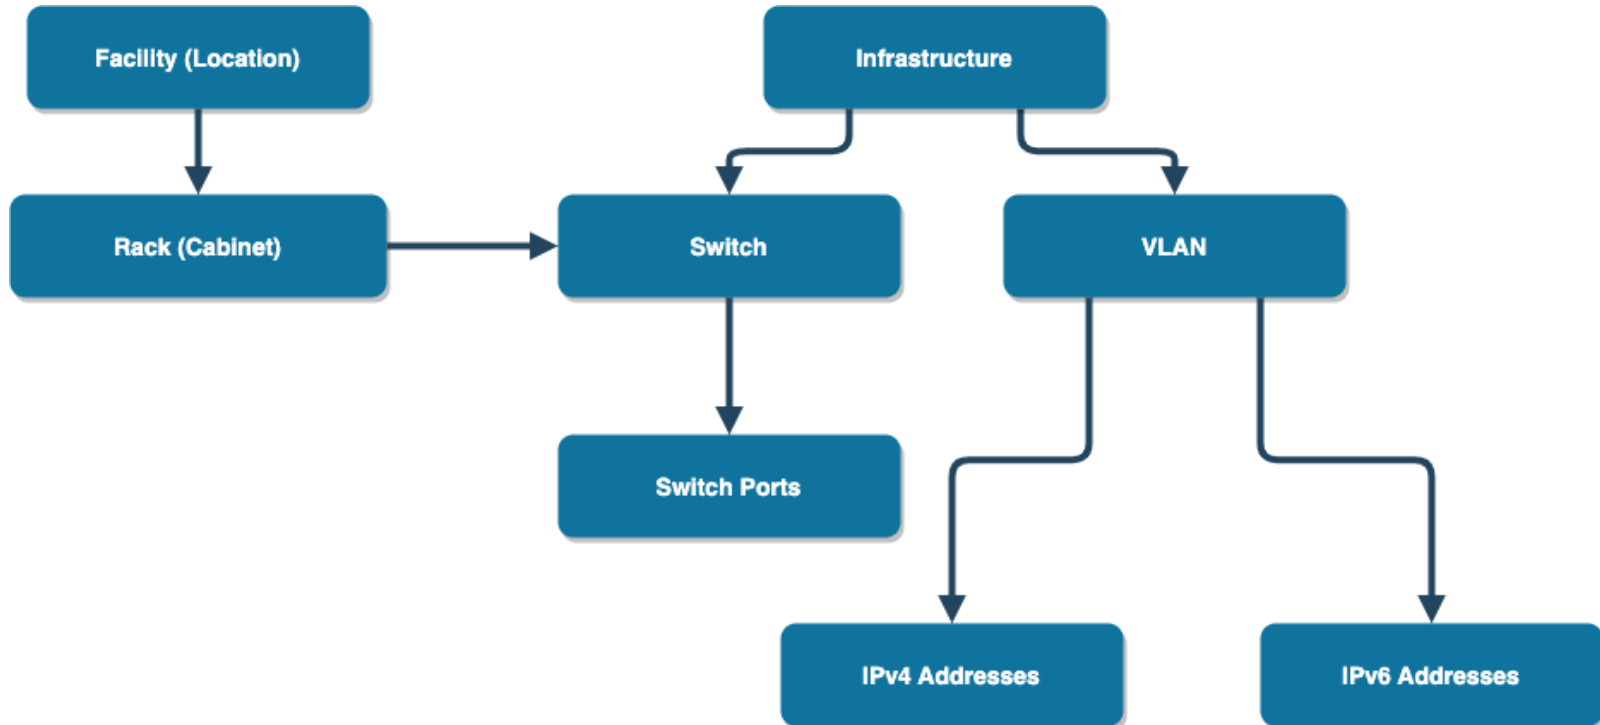 Facility (Location)
Infrastructure
Rack (Cabinet)
Switch
VLAN
Switch Ports
IPv4 Addresses
IPv6 Addresses